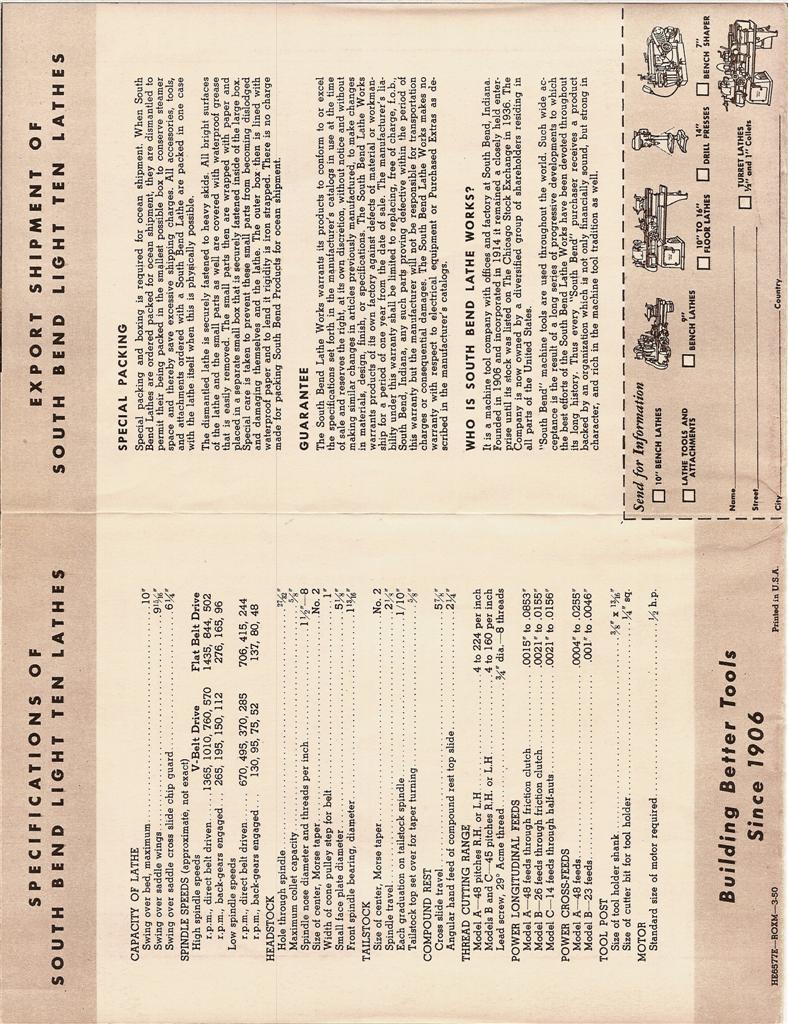 SPECIFICATIONS OF
SOUTH BEND LIGHT TEN LATHES
CAPACITY OF LATHE
Swing over bed, maximum 10"
Swing over saddle wings
Swing over saddle cross slide chip guard 6¼"
SPINDLE SPEEDS (approximate, not exact)
High spindle speeds V-Belt Drive Flat Belt Drive
r.p.m., direct belt driven 1365, 1010, 760, 570 1435, 844, 502
r.p.m., back-gears engaged 265, 195, 150, 112 276, 165, 96
Low spindle speeds
r.p.m., direct belt driven 670, 495, 370, 285 706, 415, 244
r.p.m., back-gears engaged 130, 95, 75, 52 137, 80, 48
HEADSTOCK
Hole through spindle
Maximum collet capacity ⅝"
Spindle nose diameter and threads per inch 1½"—8
Size of center, Morse taper No. 2
Width of cone pulley step for belt 1"
Small face plate diameter
Front spindle bearing, diameter
TAILSTOCK
Size of center, Morse taper No. 2
Spindle travel 2¼"
Each graduation on tailstock spindle 1/10"
Tailstock top set over for taper turning
COMPOUND REST
Cross slide travel
Angular hand feed of compound rest top slide 2¼"
THREAD CUTTING RANGE
Model A—48 pitches R.H. or L.H 4 to 224 per inch
Models B and C—45 pitches R.H. or L.H 4 to 160 per inch
Lead screw, 29° Acme thread ¾" dia.—8 threads
POWER LONGITUDINAL FEEDS
Model A—48 feeds through friction clutch .0015" to .0853"
Model B—26 feeds through friction clutch .0021" to .0155"
Model C—14 feeds through half-nuts .0021" to .0156"
POWER CROSS-FEEDS
Model A—48 feeds .0004" to .0255"
Model B—23 feeds .001" to .0046"
TOOL POST
Size of tool holder shank ⅜" x 13/16"
Size of cutter bit for tool holder ¼" sq.
MOTOR
Standard size of motor required ½ h.p.
Building Better Tools
Since 1906
HE6577E—ROXM—3-50 Printed in U.S.A.
EXPORT SHIPMENT OF
SOUTH BEND LIGHT TEN LATHES
SPECIAL PACKING
Special packing and boxing is required for ocean shipment. When South
Bend Lathes are ordered packed for ocean shipment, they are dismantled to
permit their being packed in the smallest possible box to conserve steamer
space and thereby save excessive shipping charges. All accessories, tools,
and attachments ordered with a South Bend Lathe are packed in one case
with the lathe itself when this is physically possible.
The dismantled lathe is securely fastened to heavy skids. All bright surfaces
of the lathe and the small parts as well are covered with waterproof grease
that is easily removed. The small parts then are wrapped with paper and
placed in a separate small box that is securely fastened inside of the large box.
Special care is taken to prevent these small parts from becoming dislodged
and damaging themselves and the lathe. The outer box then is lined with
waterproof paper and to lend it rigidity is iron strapped. There is no charge
made for packing South Bend Products for ocean shipment.
GUARANTEE
The South Bend Lathe Works warrants its products to conform to or excel
the specifications set forth in the manufacturer's catalogs in use at the time
of sale and reserves the right, at its own discretion, without notice and without
making similar changes in articles previously manufactured, to make changes
in materials, design, finish, or specifications. The South Bend Lathe Works
warrants products of its own factory against defects of material or workman-
ship for a period of one year from the date of sale. The manufacturer's lia-
bility under this warranty shall be limited to replacing, free of charge, f.o.b.,
South Bend, Indiana, any such parts proving defective within the period of
this warranty but the manufacturer will not be responsible for transportation
charges or consequential damages. The South Bend Lathe Works makes no
warranty with respect to electrical equipment or Purchased Extras as de-
scribed in the manufacturer's catalogs.
WHO IS SOUTH BEND LATHE WORKS?
It is a machine tool company with offices and factory at South Bend, Indiana.
Founded in 1906 and incorporated in 1914 it remained a closely held enter-
prise until its stock was listed on The Chicago Stock Exchange in 1936. The
Company is now owned by a diversified group of shareholders residing in
all parts of the United States.
"South Bend" machine tools are used throughout the world. Such wide ac-
ceptance is the result of a long series of progressive developments to which
the best efforts of the South Bend Lathe Works have been devoted throughout
its long history. Thus every "South Bend" purchaser receives a product
backed by an organization which is not only financially sound, but strong in
character, and rich in the machine tool tradition as well.
Send for Information
10" BENCH LATHES
9" BENCH LATHES
10" TO 16" FLOOR LATHES
14" DRILL PRESSES
7" BENCH SHAPER
LATHE TOOLS AND ATTACHMENTS
TURRET LATHES
½" and 1" Collets
Name
Street
City Country